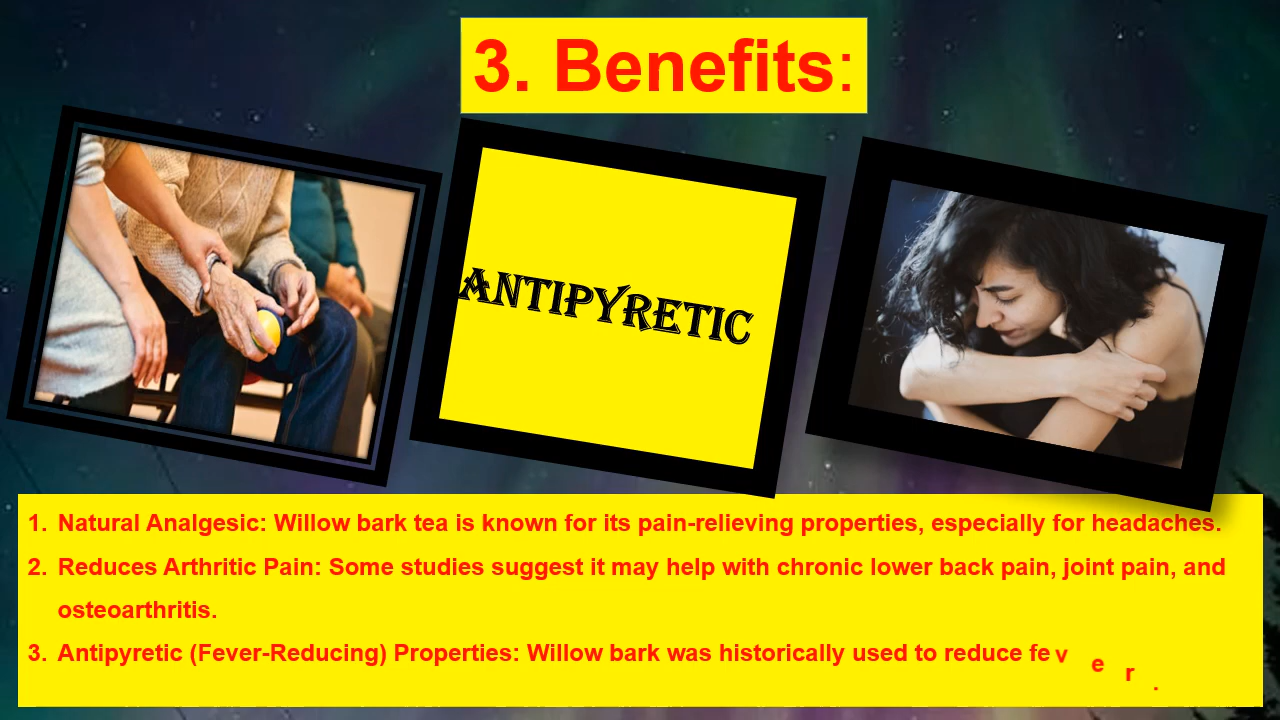 3. Benefits:
ANTIPYRETIC
1. Natural Analgesic: Willow bark tea is known for its pain-relieving properties, especially for headaches.
2. Reduces Arthritic Pain: Some studies suggest it may help with chronic lower back pain, joint pain, and
osteoarthritis.
3. Antipyretic (Fever-Reducing) Properties: Willow bark was historically used to reduce fever.